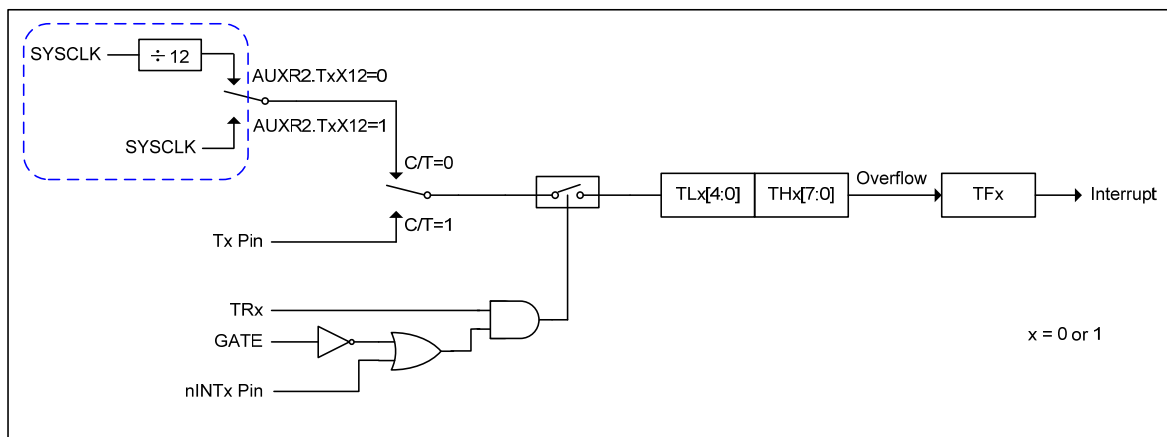 SYSCLK
÷ 12
AUXR2.TxX12=0
AUXR2.TxX12=1
SYSCLK
C/T=0
C/T=1
Tx Pin
TLx[4:0]
THx[7:0]
Overflow
TFx
Interrupt
TRx
GATE
nINTx Pin
x = 0 or 1